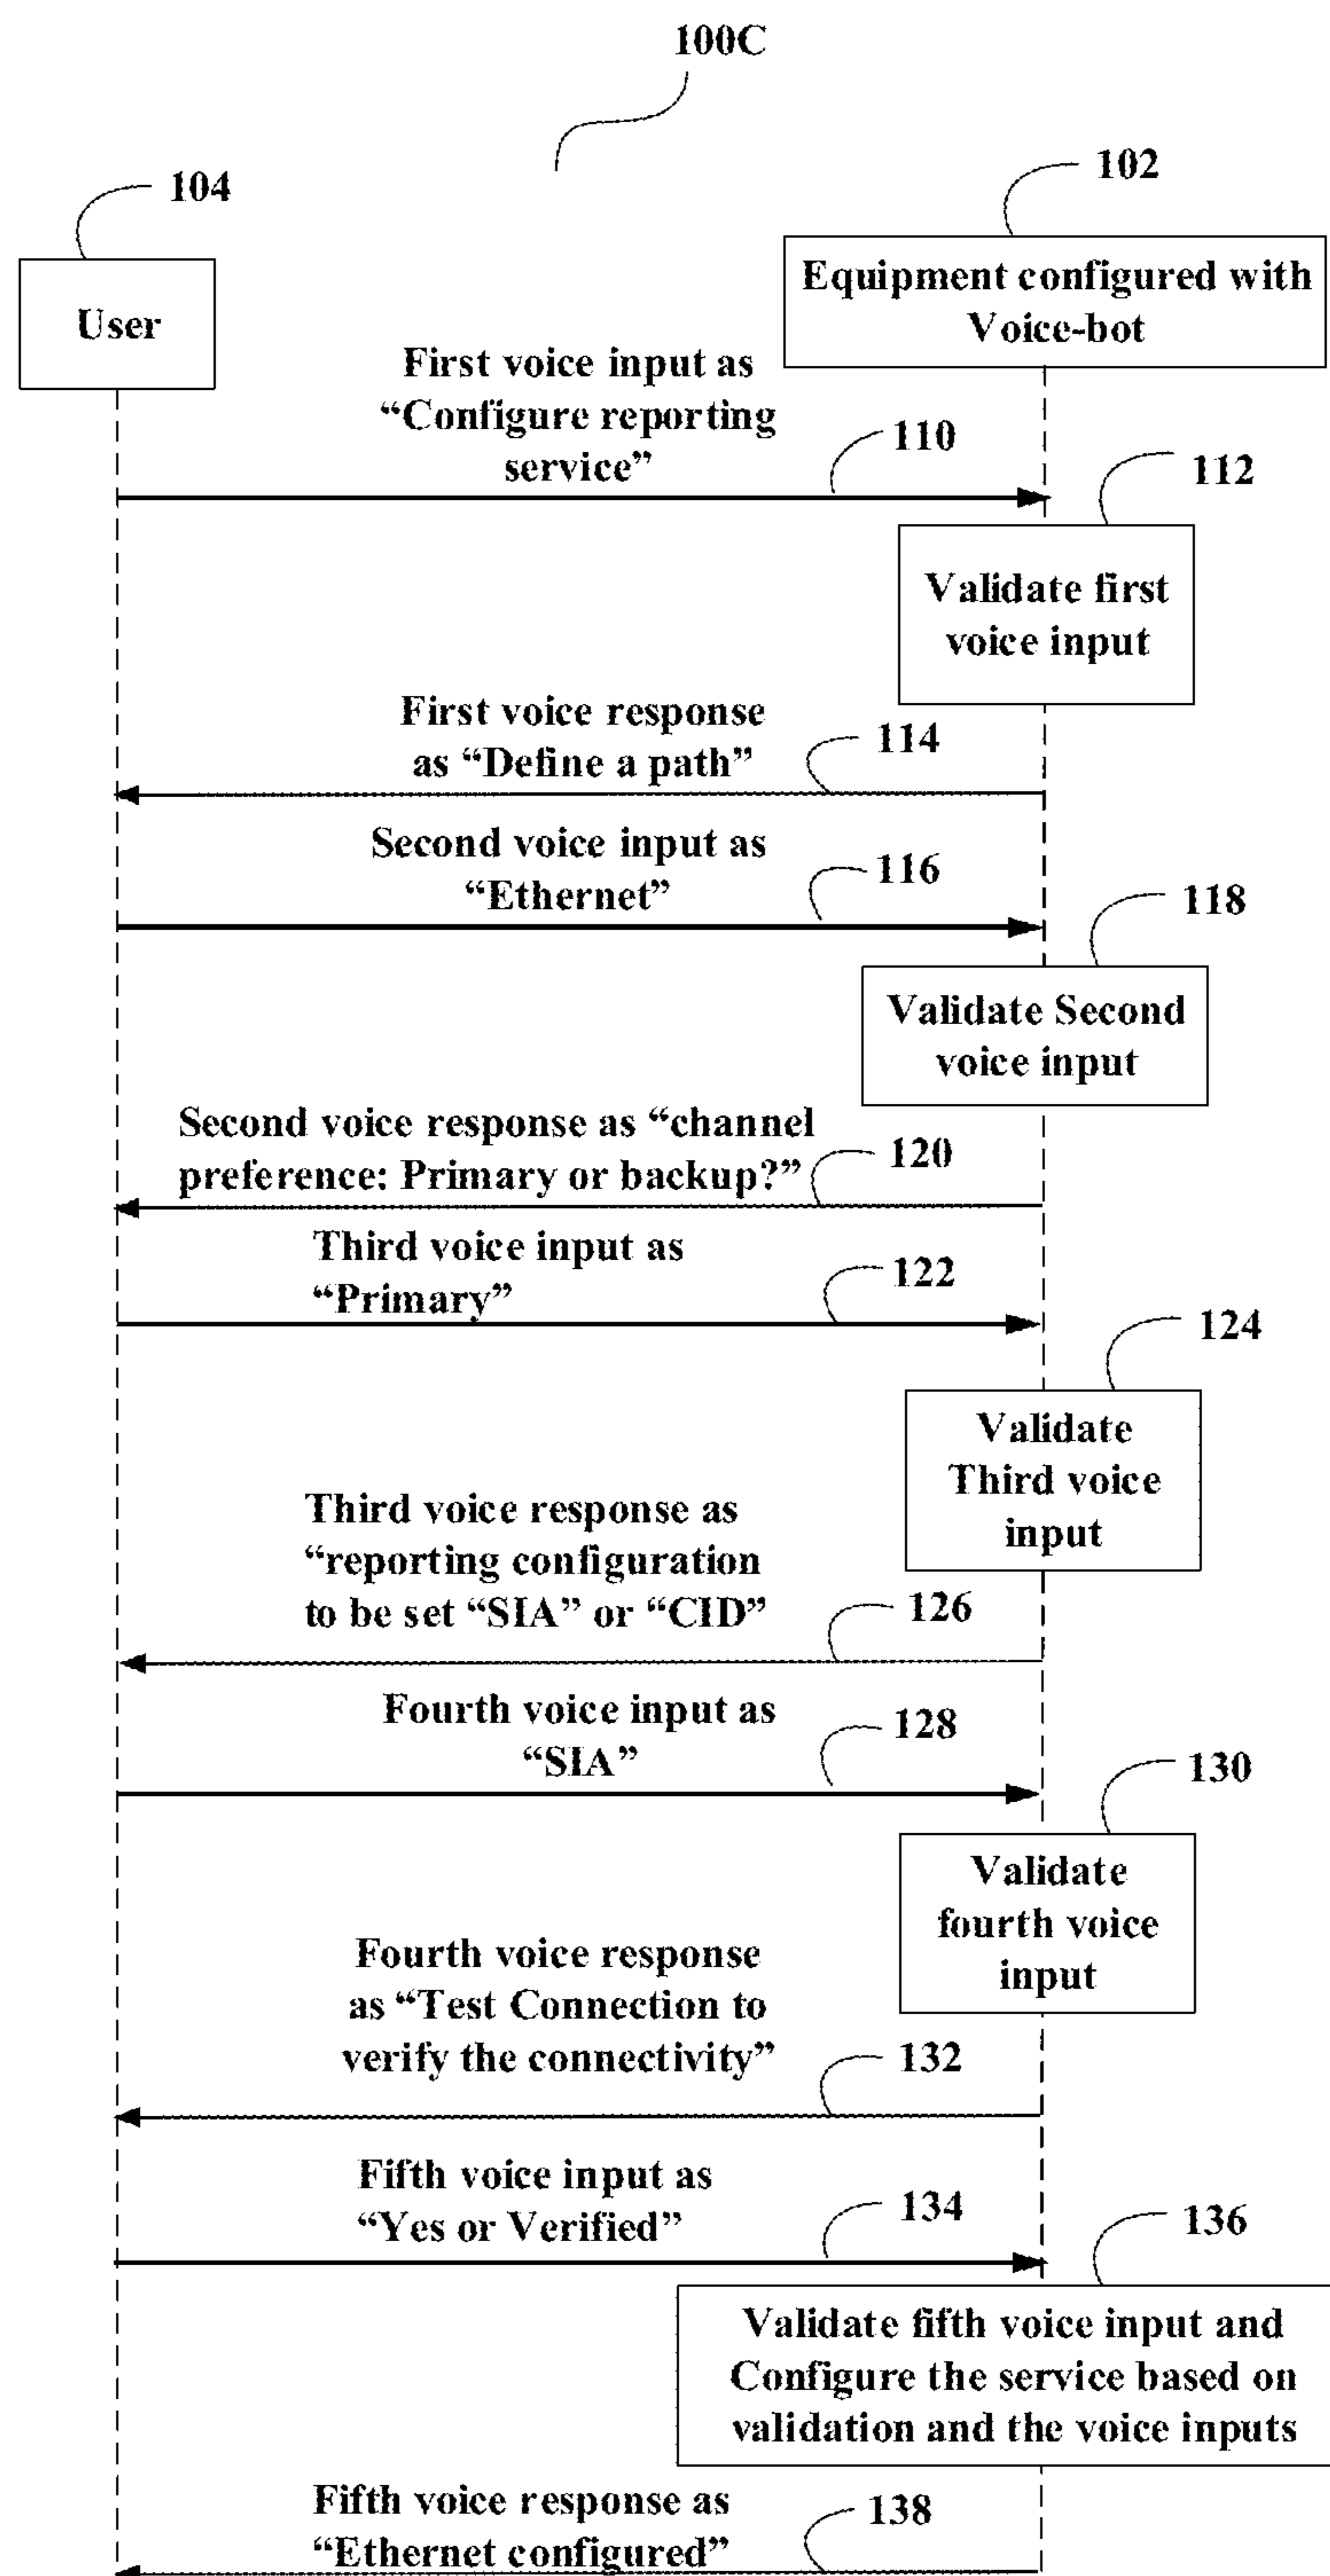 100C
104
102
User
Equipment configured with
Voice-bot
First voice input as
“Configure reporting
service”
110
112
Validate first
voice input
First voice response
as “Define a path”
114
Second voice input as
“Ethernet”
116
118
Validate Second
voice input
Second voice response as “channel
preference: Primary or backup?”
120
Third voice input as
“Primary”
122
124
Validate
Third voice
input
Third voice response as
“reporting configuration
to be set “SIA” or “CID”
126
Fourth voice input as
“SIA”
128
130
Validate
fourth voice
input
Fourth voice response
as “Test Connection to
verify the connectivity”
132
Fifth voice input as
“Yes or Verified”
134
136
Validate fifth voice input and
Configure the service based on
validation and the voice inputs
Fifth voice response as
“Ethernet configured”
138